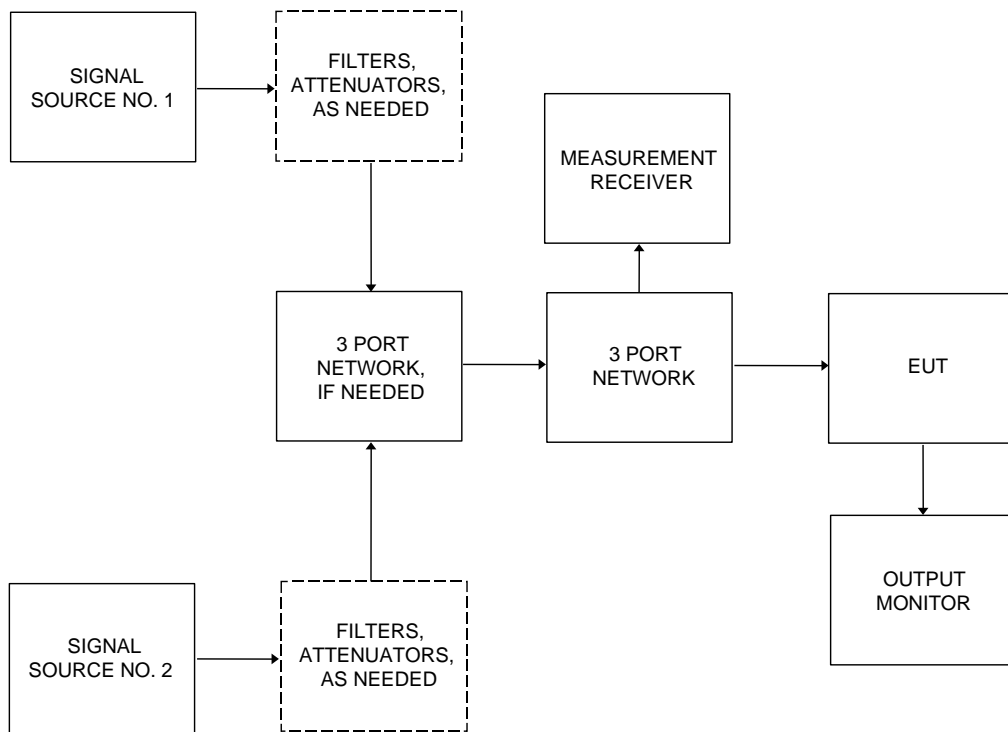 SIGNAL
SOURCE NO. 1
FILTERS,
ATTENUATORS,
AS NEEDED
MEASUREMENT
RECEIVER
3 PORT
NETWORK,
IF NEEDED
3 PORT
NETWORK
EUT
OUTPUT
MONITOR
SIGNAL
SOURCE NO. 2
FILTERS,
ATTENUATORS,
AS NEEDED